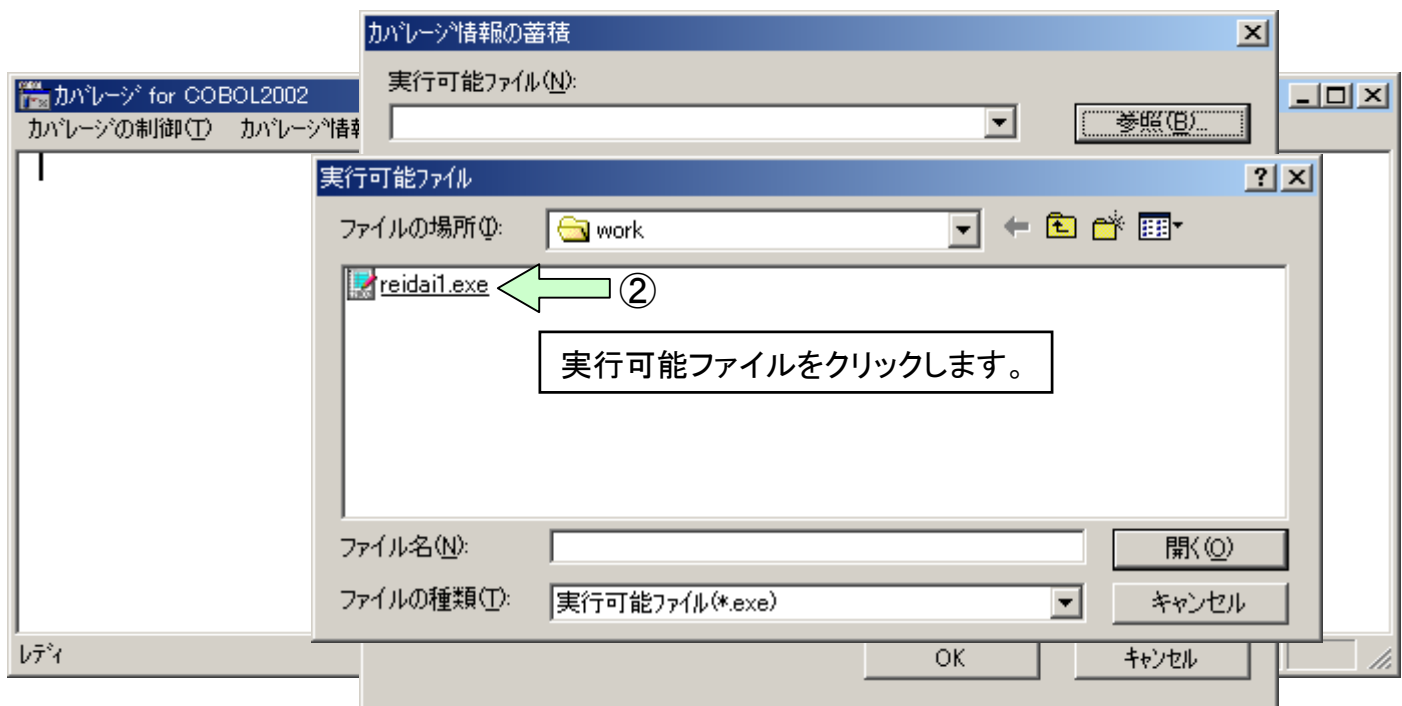 カバレージ情報の蓄積
実行可能ファイル(N):
参照(B)...
カバレージ for COBOL2002
カバレージの制御(T) カバレージ情報
実行可能ファイル
ファイルの場所(I):
work
reidai1.exe
②
実行可能ファイルをクリックします。
ファイル名(N):
開く(O)
ファイルの種類(T):
実行可能ファイル(*.exe)
キャンセル
レディ
OK
キャンセル